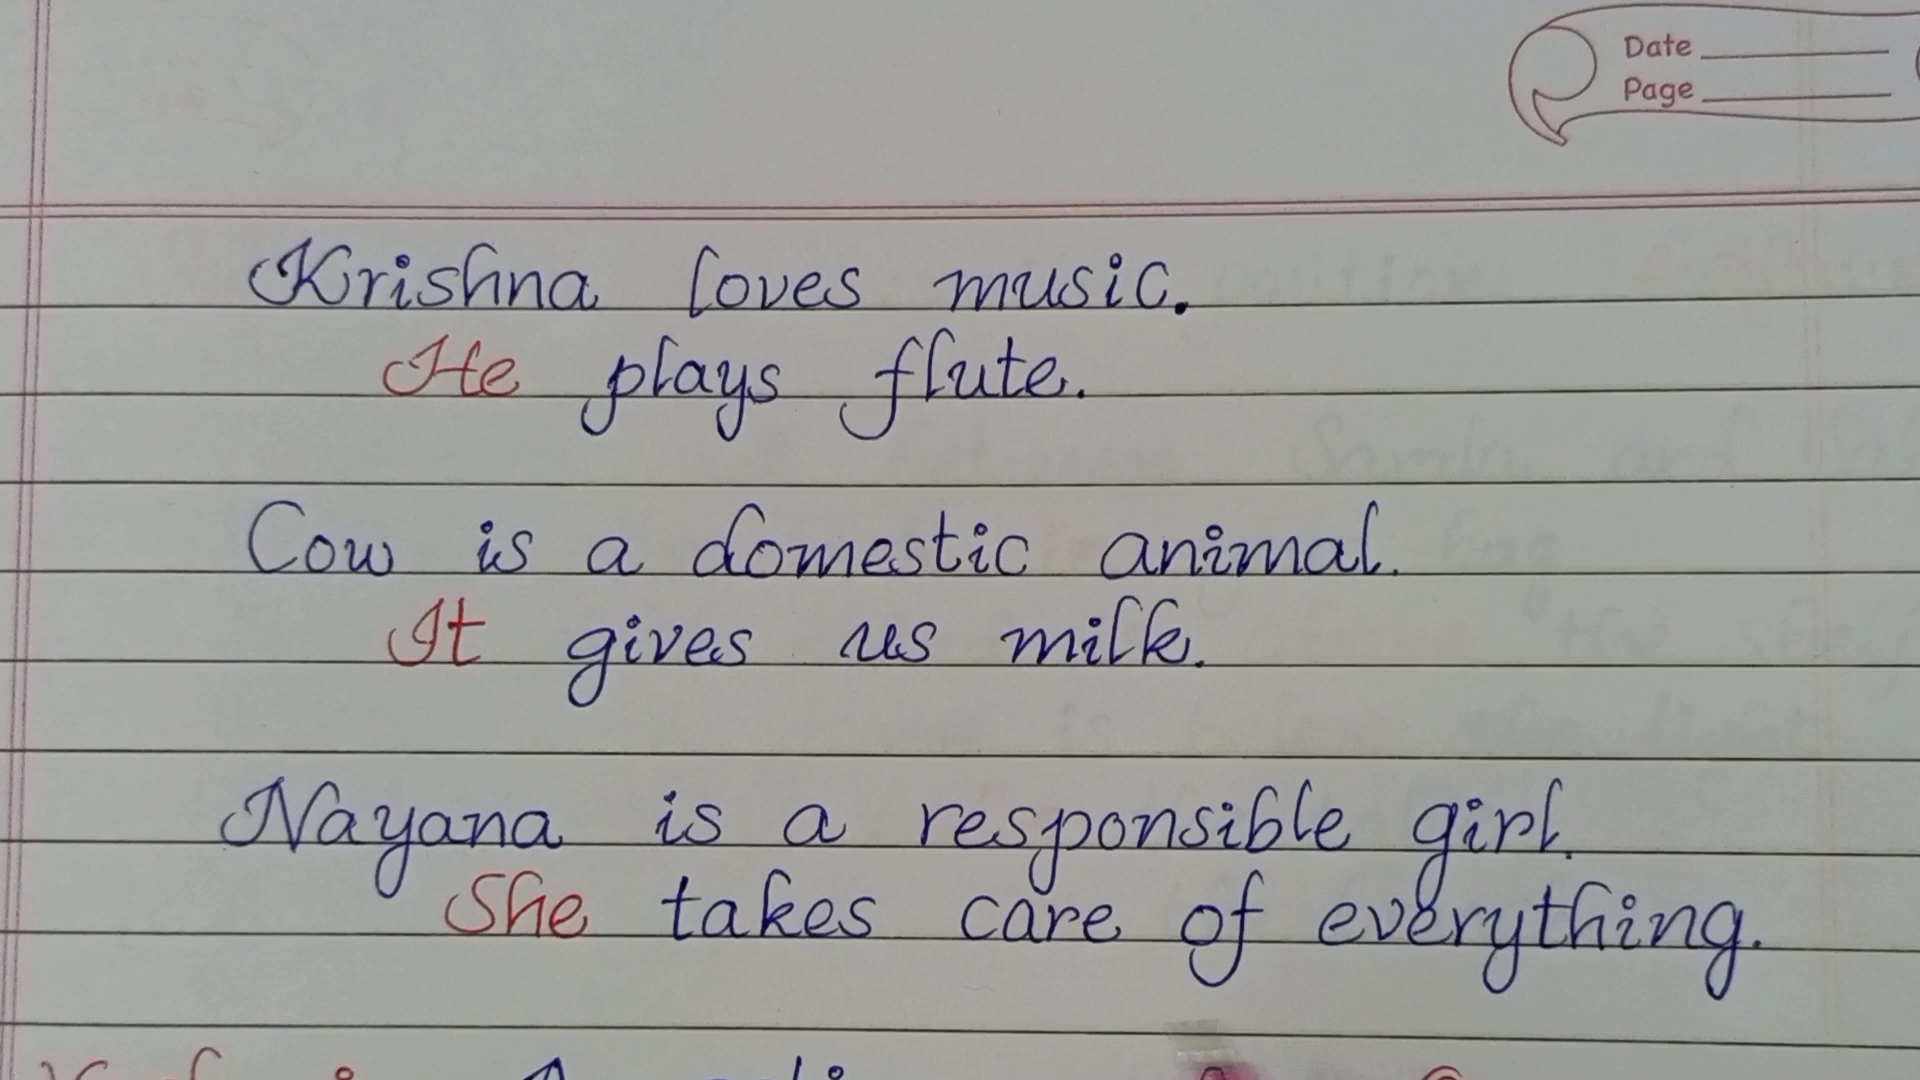 Date
Page
Krishna loves music.
He plays flute.
Cow is a domestic animal.
It gives us milk.
Nayana is a responsible girl.
She takes care of everything.